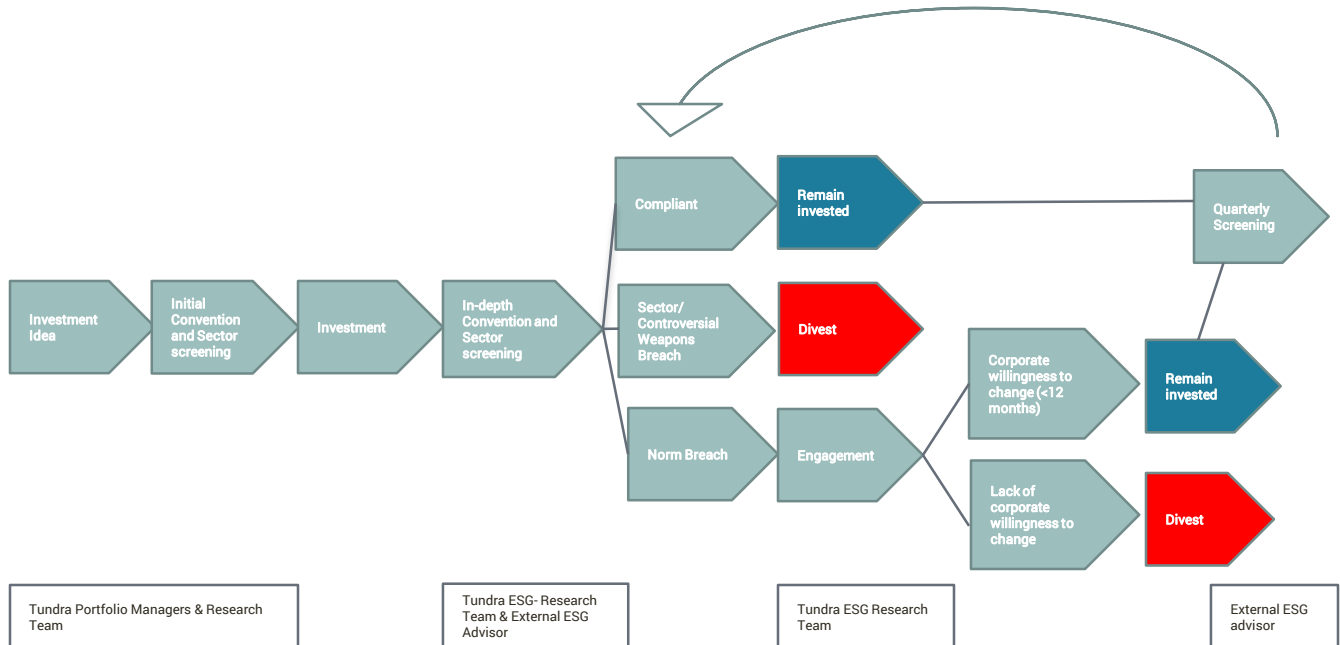 Compliant
Remain
invested
Quarterly
Screening
Investment
Idea
Initial
Convention
and Sector
screening
Investment
In-depth
Convention and
Sector
screening
Sector/
Controversial
Weapons
Breach
Divest
Corporate
willingness to
change (<12
months)
Remain
invested
Norm Breach
Engagement
Lack of
corporate
willingness to
change
Divest
Tundra Portfolio Managers & Research
Team
Tundra ESG- Research
Team & External ESG
Advisor
Tundra ESG Research
Team
External ESG
advisor